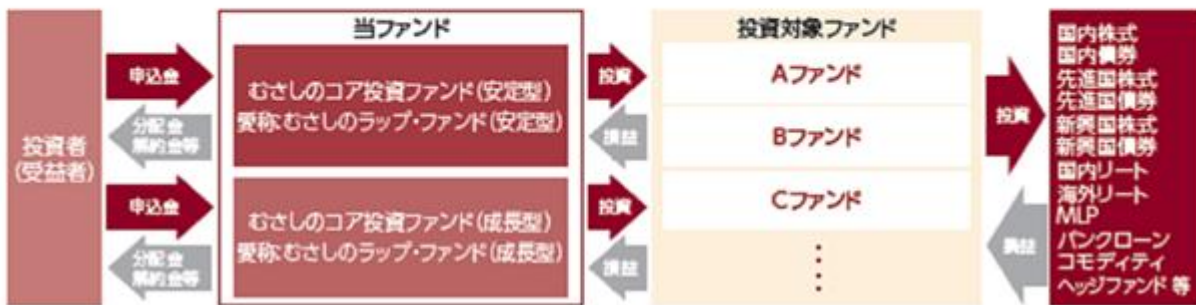 投資者
(受益者)
申込金
分配金
解約金等
申込金
分配金
解約金等
当ファンド
むさしのコア投資ファンド(安定型)
愛称:むさしのラップ・ファンド(安定型)
むさしのコア投資ファンド(成長型)
愛称:むさしのラップ・ファンド(成長型)
投資
損益
投資
損益
投資対象ファンド
Aファンド
Bファンド
Cファンド
投資
損益
国内株式
国内債券
先進国株式
先進国債券
新興国株式
新興国債券
国内リート
海外リート
MLP
バンクローン
コモディティ
ヘッジファンド 等